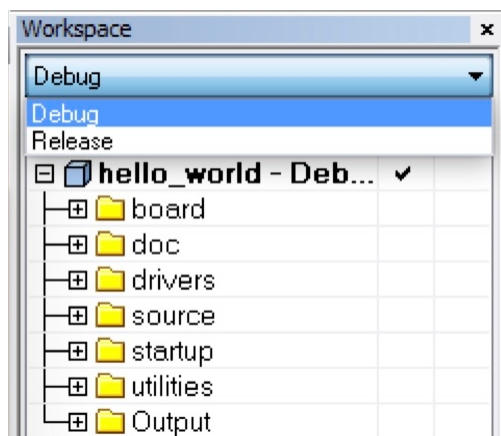 Workspace
Debug
Debug
Release
hello_world - Deb...
board
doc
drivers
source
startup
utilities
Output